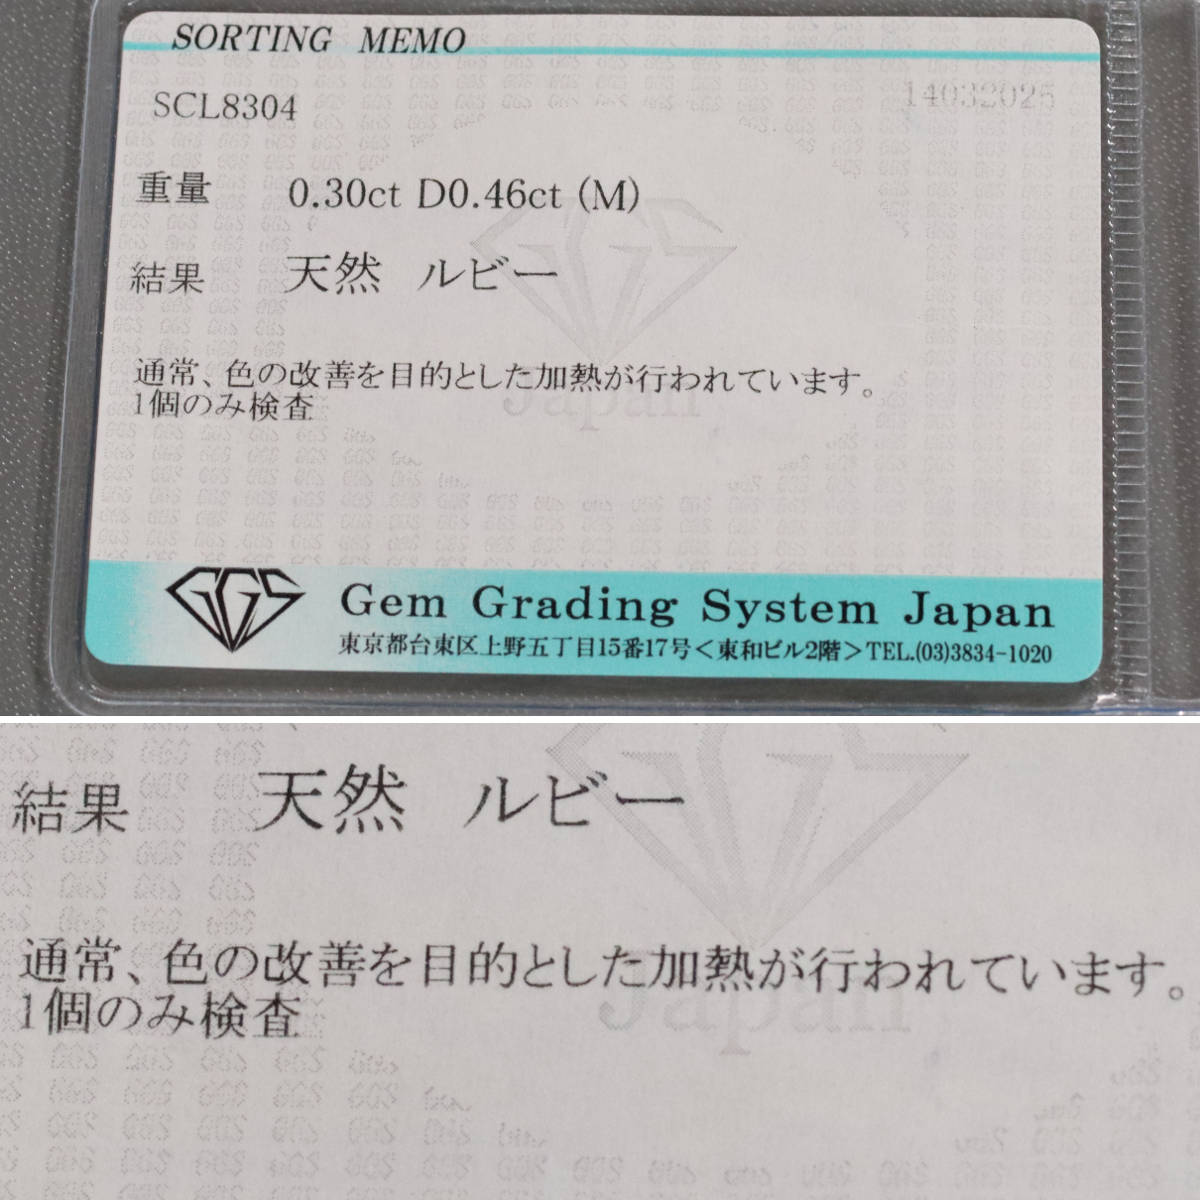 SORTING MEMO
SCL8304
14032025
重量 0.30ct D0.46ct (M)
結果 天然 ルビー
通常、色の改善を目的とした加熱が行われています。
1個のみ検査
GGS
Japan
GGS Gem Grading System Japan
東京都台東区上野五丁目15番17号<東和ビル2階>TEL.(03)3834-1020
結果 天然 ルビー
通常、色の改善を目的とした加熱が行われています。
1個のみ検査
GGS
Japan